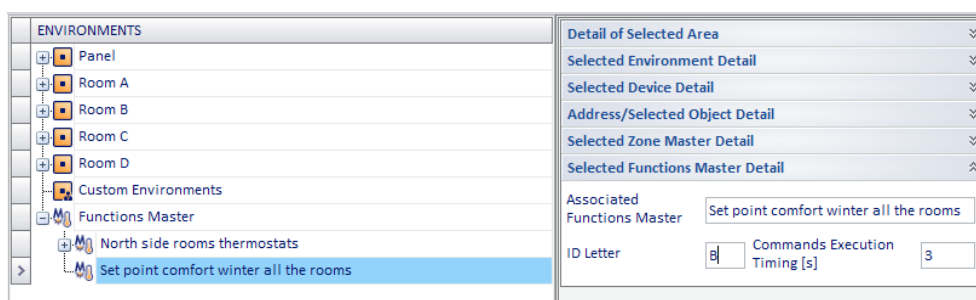 ENVIRONMENTS
Panel
Room A
Room B
Room C
Room D
Custom Environments
Functions Master
North side rooms thermostats
Set point comfort winter all the rooms
Detail of Selected Area
Selected Environment Detail
Selected Device Detail
Address/Selected Object Detail
Selected Zone Master Detail
Selected Functions Master Detail
Associated
Functions Master
Set point comfort winter all the rooms
ID Letter
B
Commands Execution
Timing [s]
3